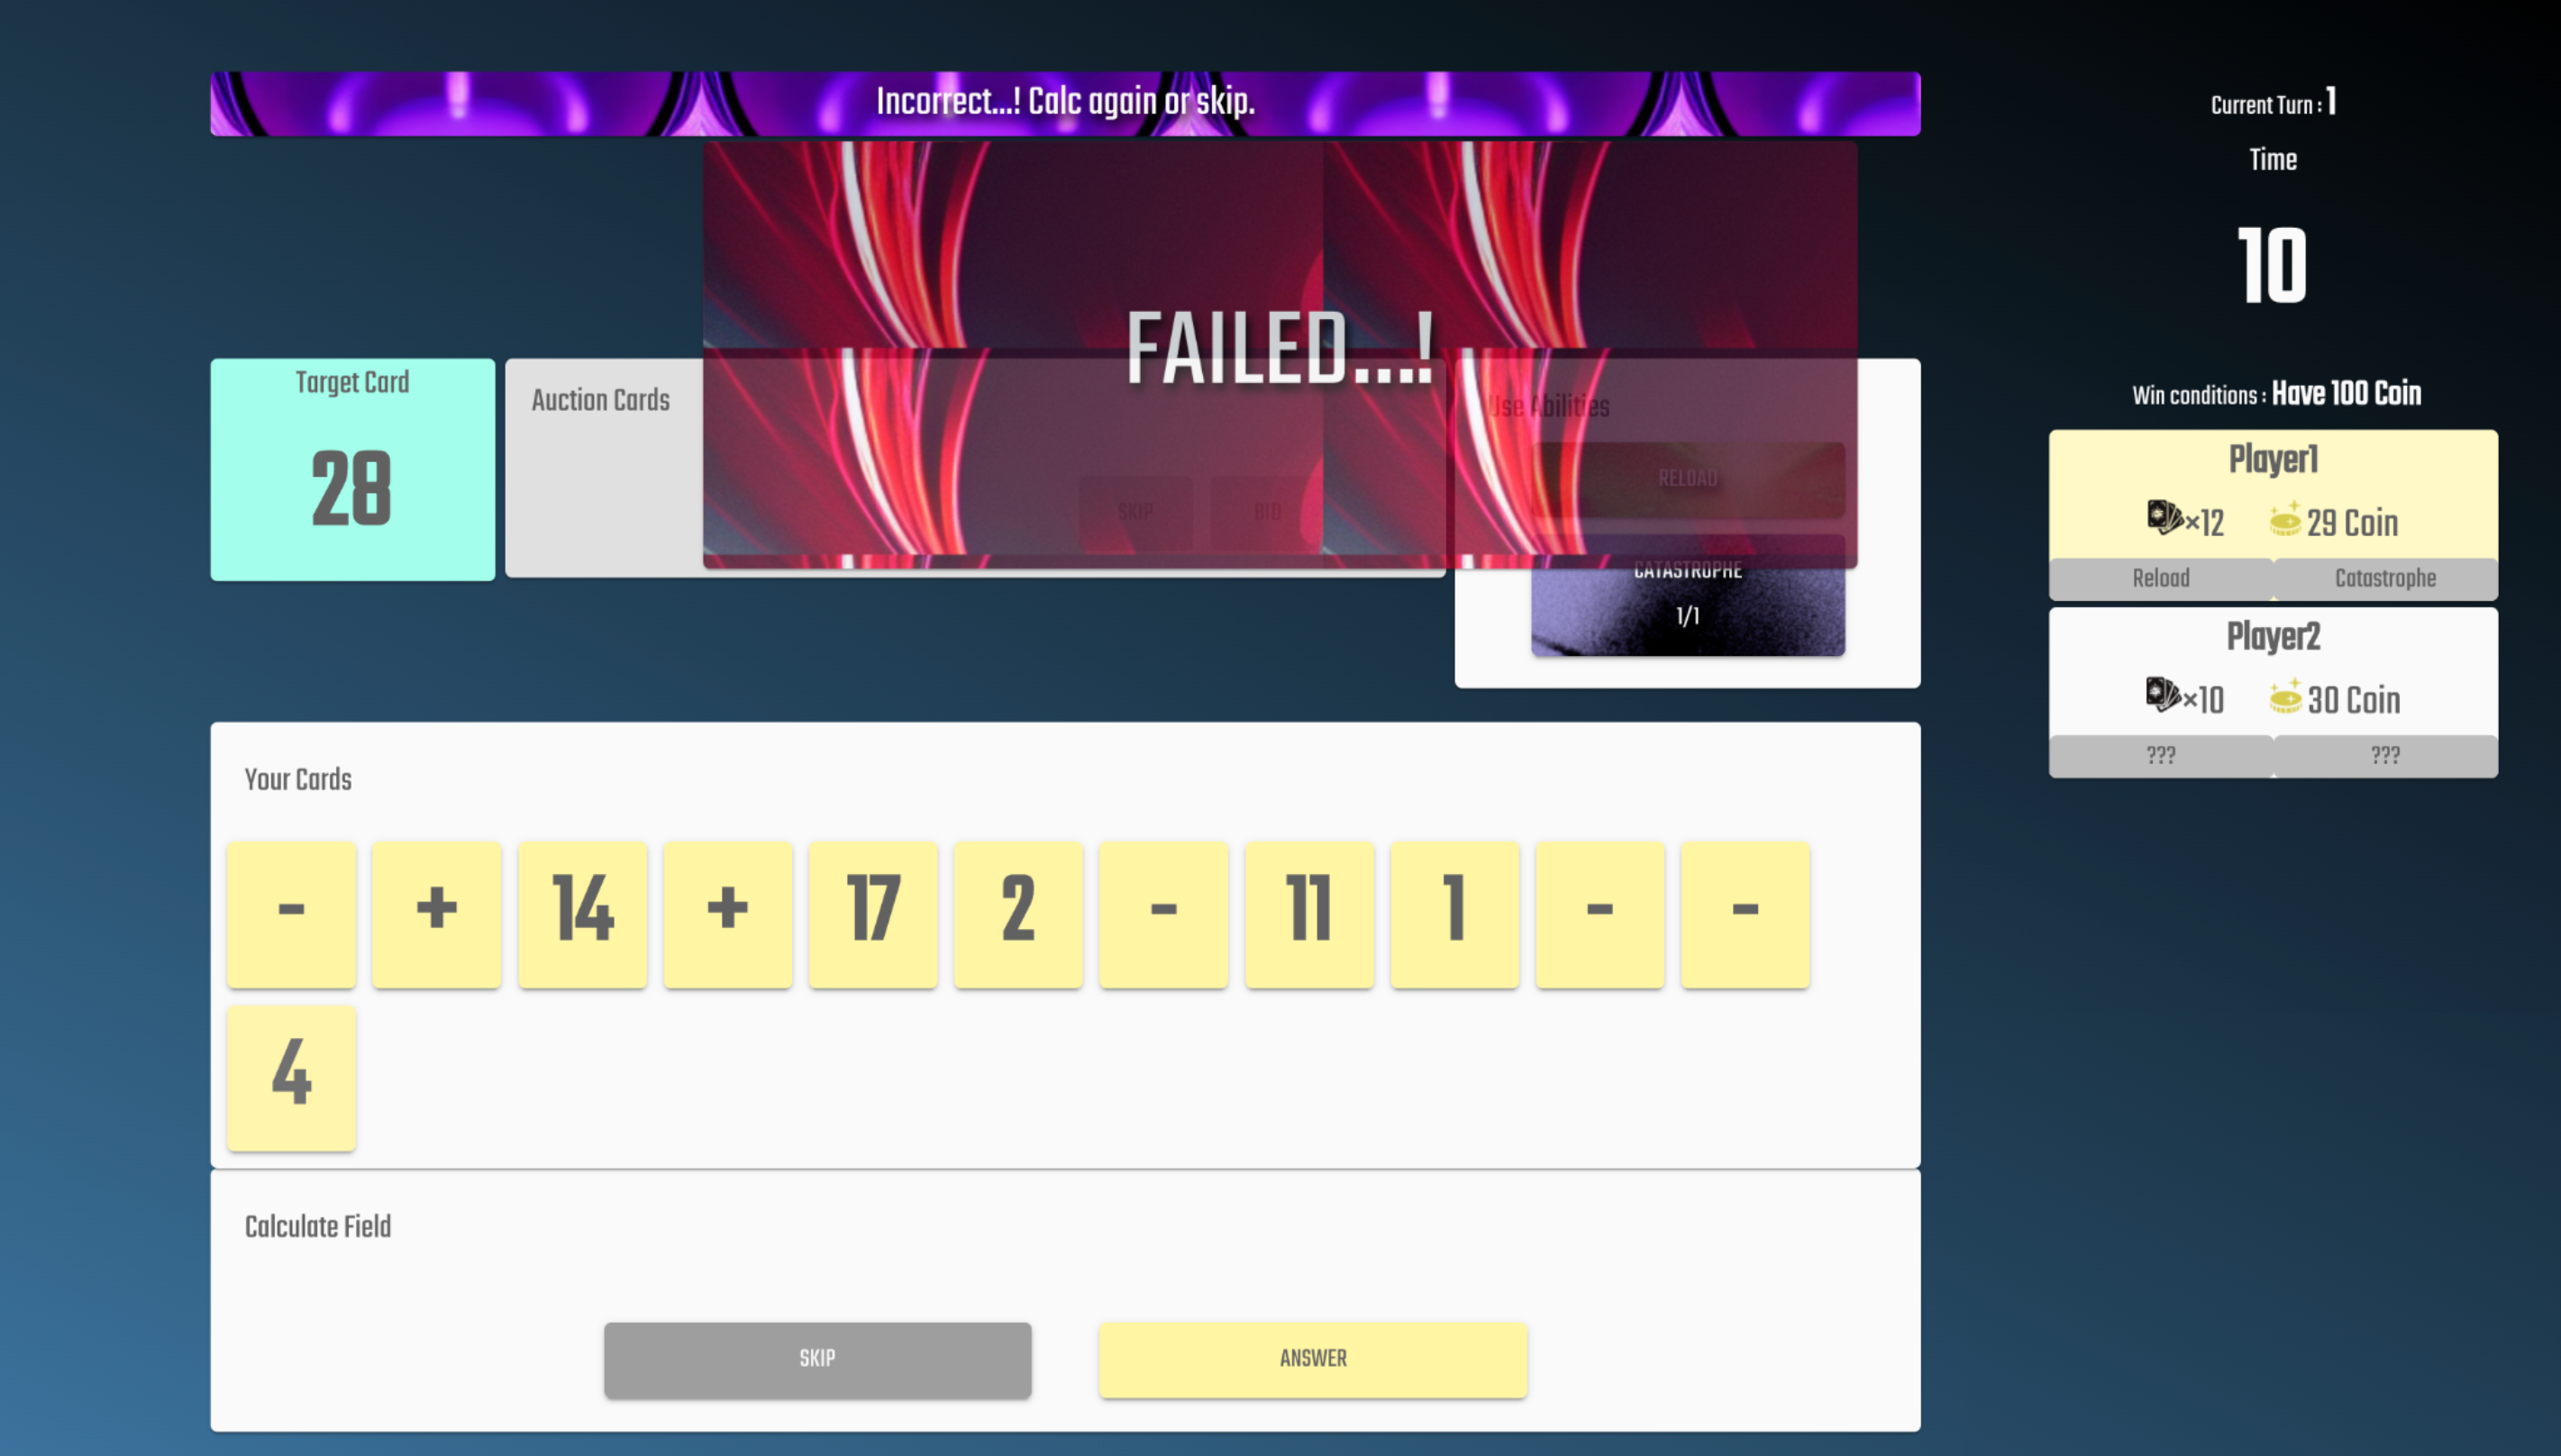 Incorrect...! Calc again or skip.
Current Turn : 1
Time
10
FAILED...!
Target Card
28
Auction Cards
SKIP
BID
Use Abilities
RELOAD
CATASTROPHE
1/1
Win conditions : Have 100 Coin
Player1
×12
29 Coin
Reload
Catastrophe
Player2
×10
30 Coin
???
???
Your Cards
- + 14 + 17 2 - 11 1 - -
4
Calculate Field
SKIP
ANSWER